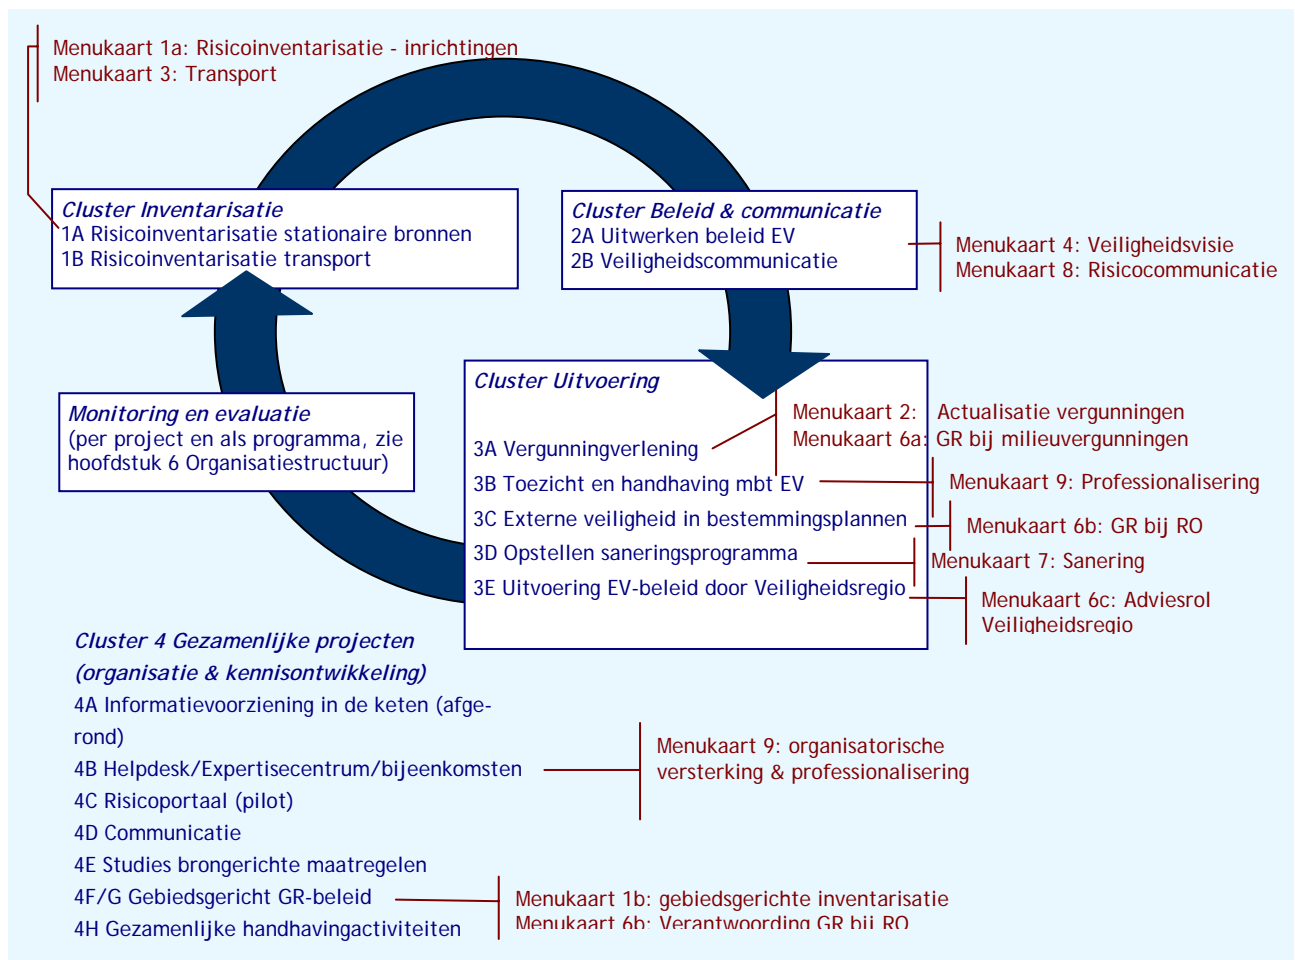 Menukaart 1a: Risicoinventarisatie - inrichtingen
Menukaart 3: Transport
Cluster Inventarisatie
1A Risicoinventarisatie stationaire bronnen
1B Risicoinventarisatie transport
Cluster Beleid & communicatie
2A Uitwerken beleid EV
2B Veiligheidscommunicatie
Menukaart 4: Veiligheidsvisie
Menukaart 8: Risicocommunicatie
Monitoring en evaluatie
(per project en als programma, zie
hoofdstuk 6 Organisatiestructuur)
Cluster Uitvoering
3A Vergunningverlening
3B Toezicht en handhaving mbt EV
3C Externe veiligheid in bestemmingsplannen
3D Opstellen saneringsprogramma
3E Uitvoering EV-beleid door Veiligheidsregio
Menukaart 2: Actualisatie vergunningen
Menukaart 6a: GR bij milieuvergunningen
Menukaart 9: Professionalisering
Menukaart 6b: GR bij RO
Menukaart 7: Sanering
Menukaart 6c: Adviesrol
Veiligheidsregio
Cluster 4 Gezamenlijke projecten
(organisatie & kennisontwikkeling)
4A Informatievoorziening in de keten (afge-
rond)
4B Helpdesk/Expertisecentrum/bijeenkomsten
4C Risicoportaal (pilot)
4D Communicatie
4E Studies brongerichte maatregelen
4F/G Gebiedsgericht GR-beleid
4H Gezamenlijke handhavingactiviteiten
Menukaart 9: organisatorische
versterking & professionalisering
Menukaart 1b: gebiedsgerichte inventarisatie
Menukaart 6b: Verantwoording GR bij RO